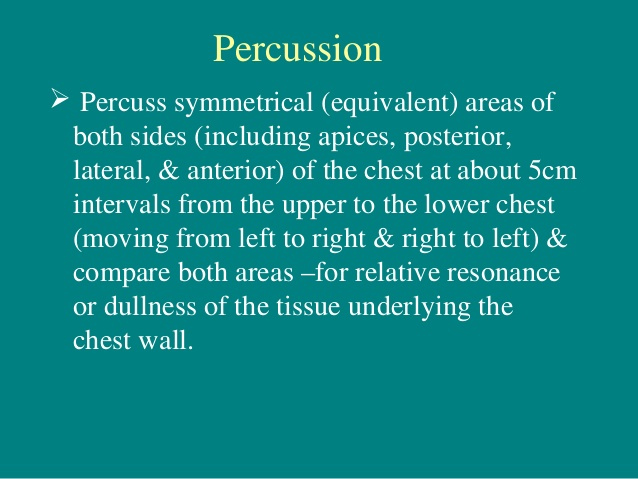 Percussion
➢ Percuss symmetrical (equivalent) areas of
both sides (including apices, posterior,
lateral, & anterior) of the chest at about 5cm
intervals from the upper to the lower chest
(moving from left to right & right to left) &
compare both areas –for relative resonance
or dullness of the tissue underlying the
chest wall.